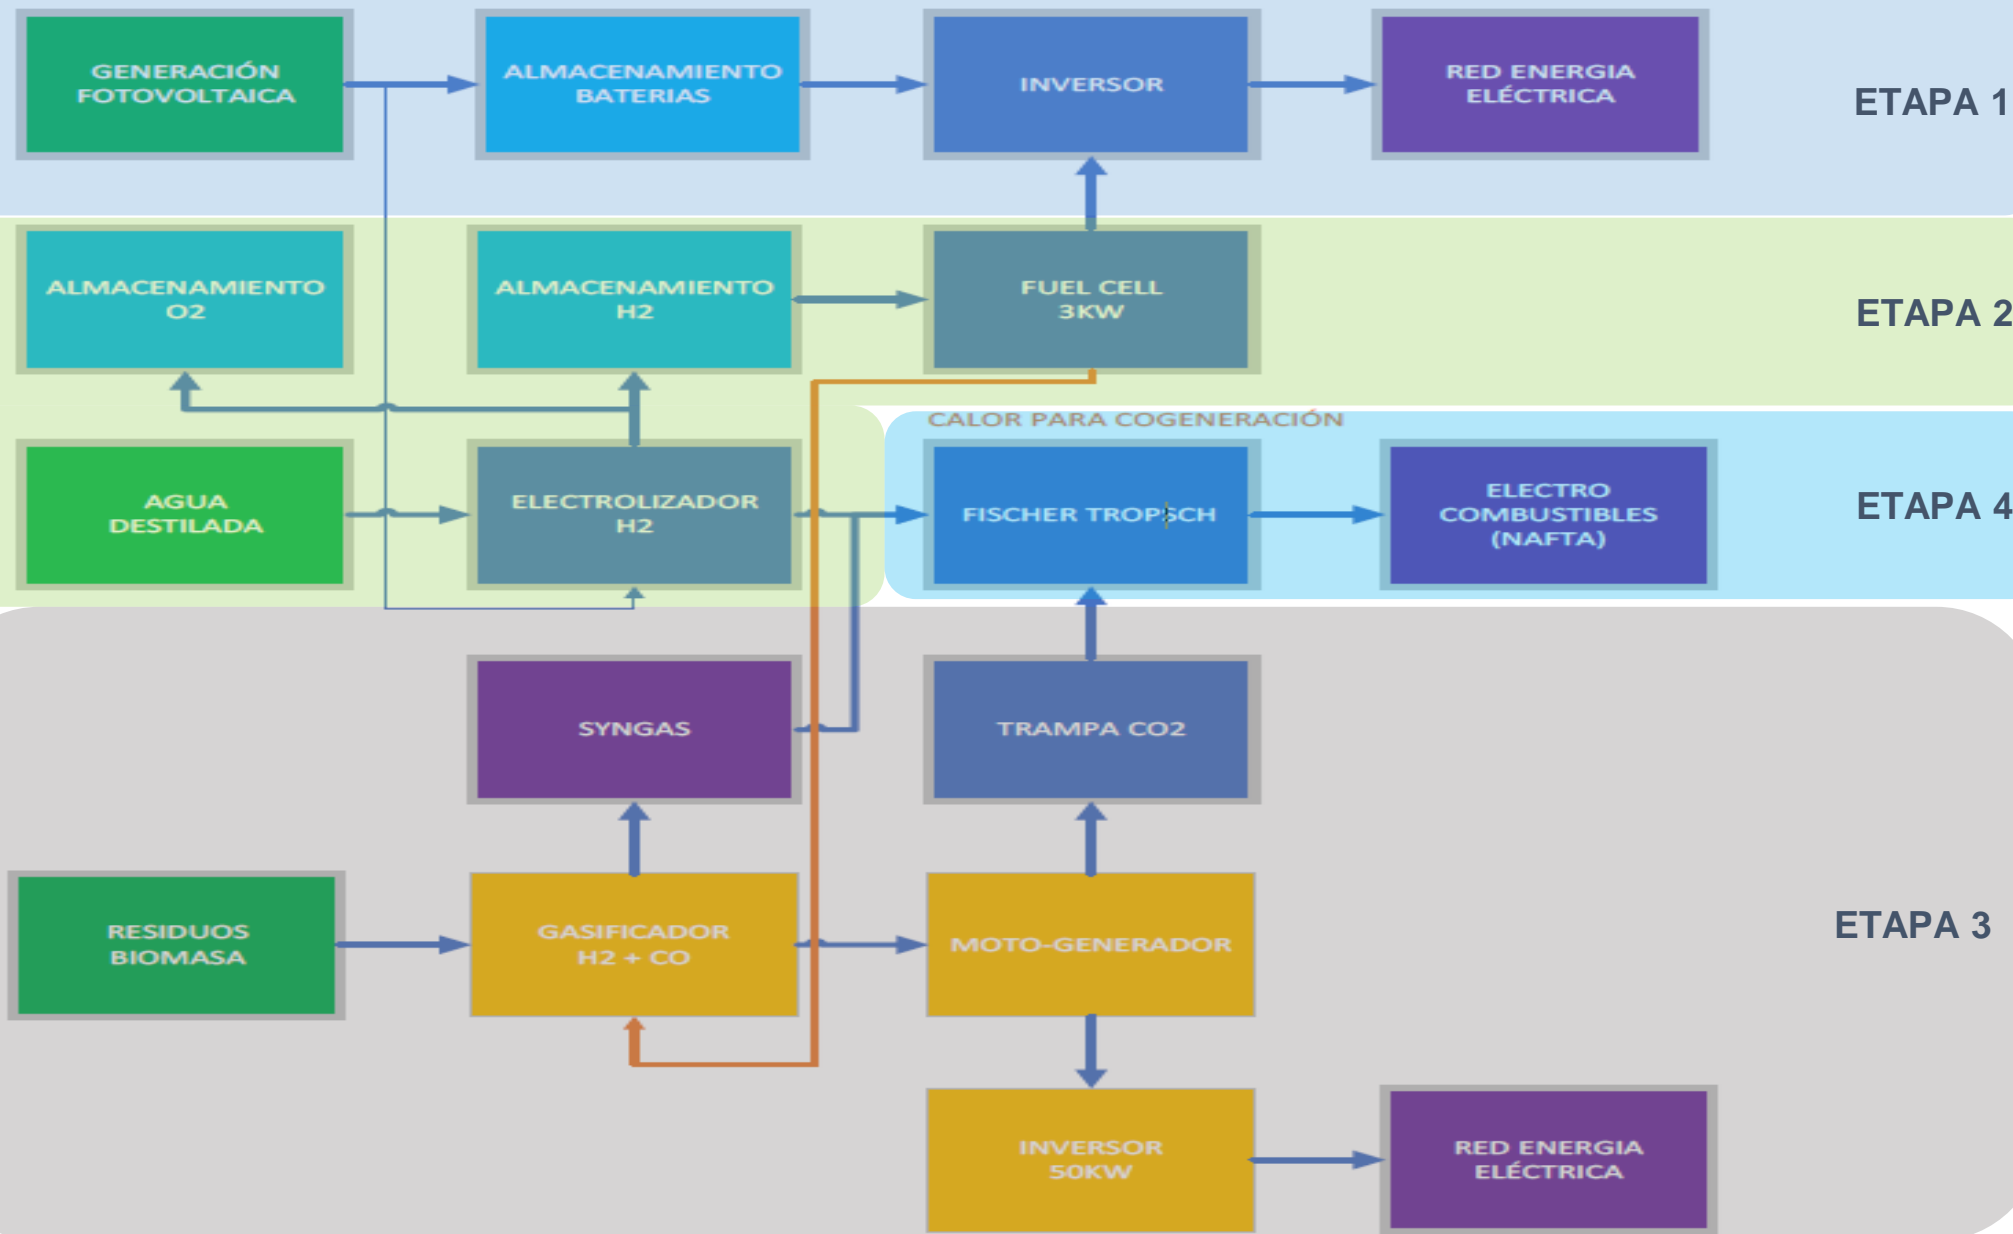 GENERACIÓN
FOTOVOLTAICA
ALMACENAMIENTO
BATERIAS
INVERSOR
RED ENERGIA
ELÉCTRICA
ETAPA 1
ALMACENAMIENTO
O2
ALMACENAMIENTO
H2
FUEL CELL
3KW
ETAPA 2
CALOR PARA COGENERACIÓN
AGUA
DESTILADA
ELECTROLIZADOR
H2
FISCHER TROPSCH
ELECTRO
COMBUSTIBLES
(NAFTA)
ETAPA 4
SYNGAS
TRAMPA CO2
RESIDUOS
BIOMASA
GASIFICADOR
H2 + CO
MOTO-GENERADOR
ETAPA 3
INVERSOR
50KW
RED ENERGIA
ELÉCTRICA